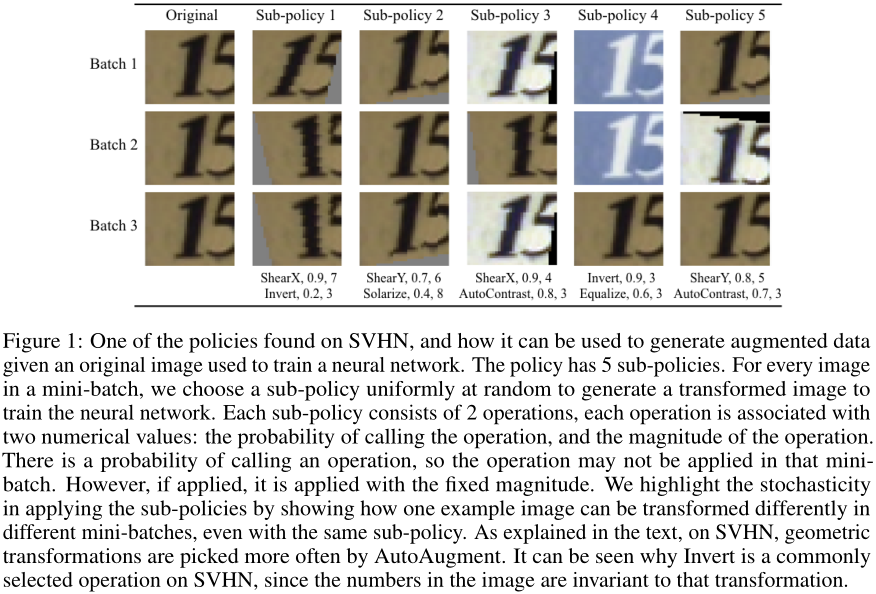 Original Sub-policy 1 Sub-policy 2 Sub-policy 3 Sub-policy 4 Sub-policy 5
Batch 1 15 15 15 15 15 15
Batch 2 15 15 15 15 15 15
Batch 3 15 15 15 15 15 15
ShearX, 0.9, 7 ShearY, 0.7, 6 ShearX, 0.9, 4 Invert, 0.9, 3 ShearY, 0.8, 5
Invert, 0.2, 3 Solarize, 0.4, 8 AutoContrast, 0.8, 3 Equalize, 0.6, 3 AutoContrast, 0.7, 3
Figure 1: One of the policies found on SVHN, and how it can be used to generate augmented data
given an original image used to train a neural network. The policy has 5 sub-policies. For every image
in a mini-batch, we choose a sub-policy uniformly at random to generate a transformed image to
train the neural network. Each sub-policy consists of 2 operations, each operation is associated with
two numerical values: the probability of calling the operation, and the magnitude of the operation.
There is a probability of calling an operation, so the operation may not be applied in that mini-
batch. However, if applied, it is applied with the fixed magnitude. We highlight the stochasticity
in applying the sub-policies by showing how one example image can be transformed differently in
different mini-batches, even with the same sub-policy. As explained in the text, on SVHN, geometric
transformations are picked more often by AutoAugment. It can be seen why Invert is a commonly
selected operation on SVHN, since the numbers in the image are invariant to that transformation.